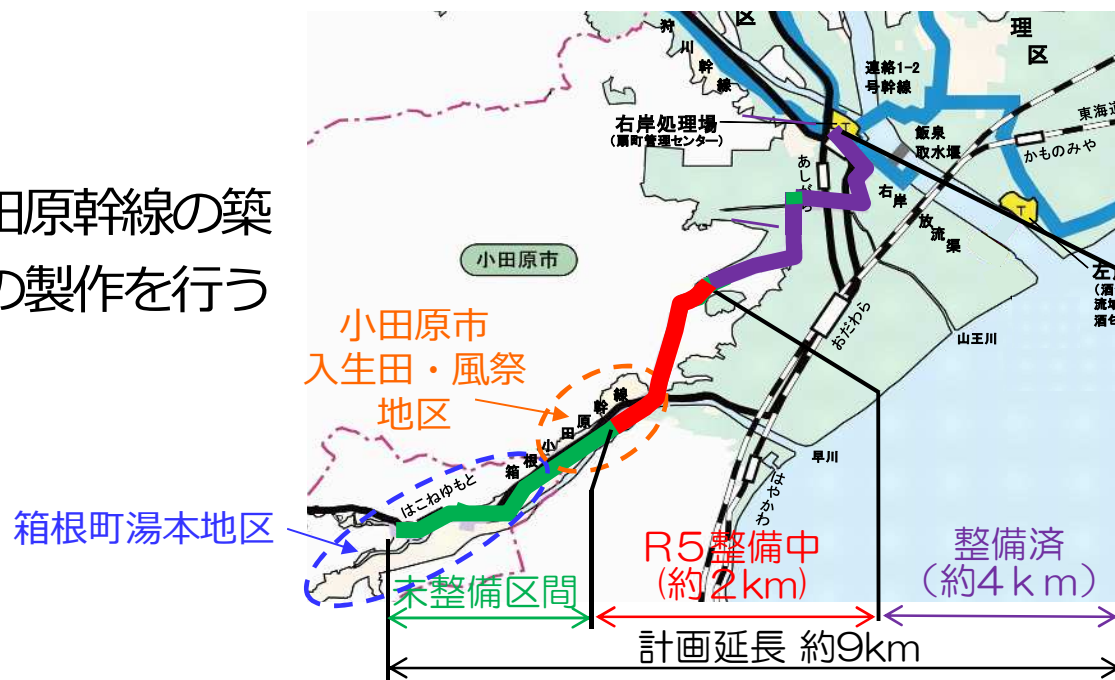 田原幹線の築
の製作を行う
区
狩川幹線
理
区
連絡1-2
号幹線
右岸処理場
(扇町管理センター)
飯泉
取水堰
東海道
かものみや
あしがら
右岸放流渠
T
T
小田原市
左
(酒
流域
酒匂
山王川
おだわら
小田原市
入生田・風祭
地区
箱根小田原幹線
早川
はやかわ
はこねゆもと
箱根町湯本地区
未整備区間
R5整備中
(約2km)
整備済
(約4km)
計画延長 約9km